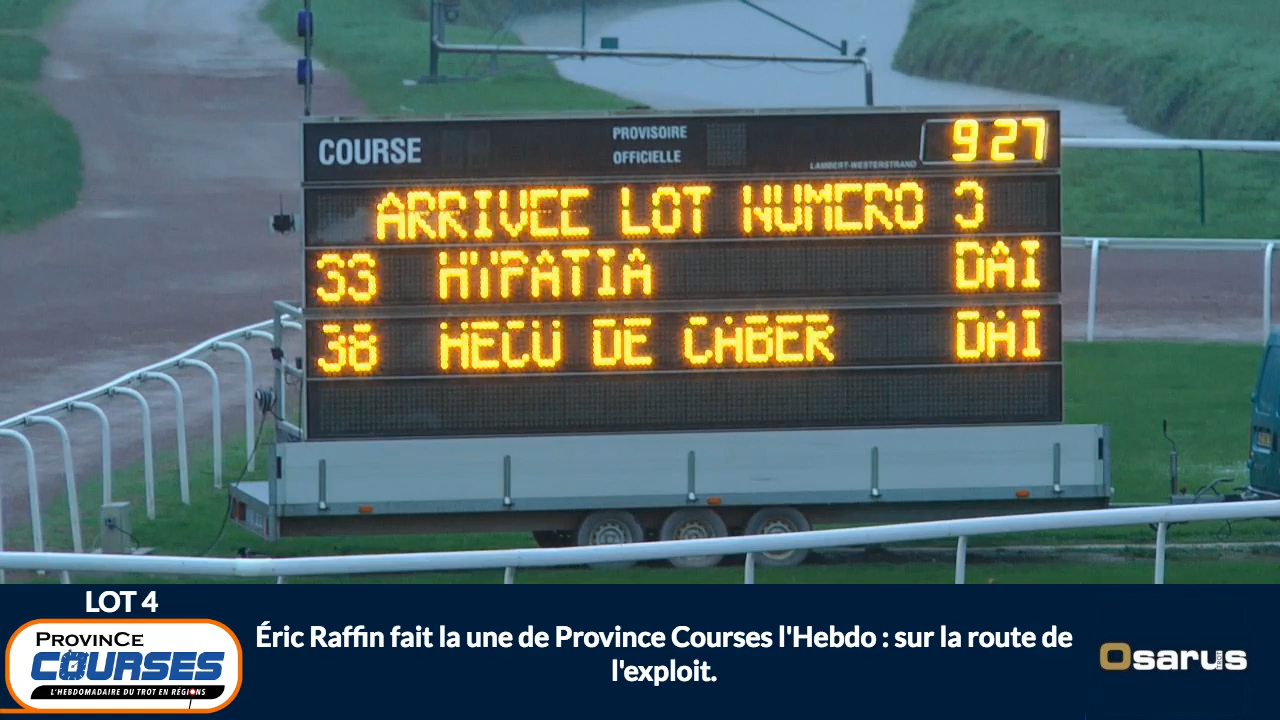 COURSE
PROVISOIRE
OFFICIELLE
LAMBERT-WESTERSTRAND
9 27
ARRIVEE LOT NUMERO 3
33 HYPATIA DAI
38 HECU DE CABER DAI
LOT 4
PROVINCE
COURSES
L'HEBDOMADAIRE DU TROT EN RÉGIONS
Éric Raffin fait la une de Province Courses l'Hebdo : sur la route de
l'exploit.
Osarus